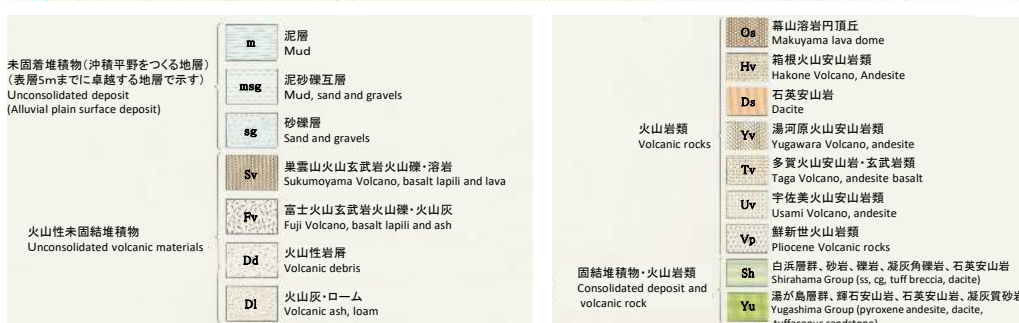 未固着堆積物(沖積平野をつくる地層)
(表層5mまでに卓越する地層で示す)
Unconsolidated deposit
(Alluvial plain surface deposit)
m
泥層
Mud
msg
泥砂礫互層
Mud, sand and gravels
sg
砂礫層
Sand and gravels
火山性未固結堆積物
Unconsolidated volcanic materials
Sv
巣雲山火山玄武岩火山礫・溶岩
Sukumoyama Volcano, basalt lapili and lava
Fv
富士火山玄武岩火山礫・火山灰
Fuji Volcano, basalt lapili and ash
Dd
火山性岩屑
Volcanic debris
Dl
火山灰・ローム
Volcanic ash, loam
火山岩類
Volcanic rocks
Os
幕山溶岩円頂丘
Makuyama lava dome
Hv
箱根火山安山岩類
Hakone Volcano, Andesite
Ds
石英安山岩
Dacite
Yv
湯河原火山安山岩類
Yugawara Volcano, andesite
Tv
多賀火山安山岩・玄武岩類
Taga Volcano, andesite basalt
Uv
宇佐美火山安山岩類
Usami Volcano, andesite
Vp
鮮新世火山岩類
Pliocene Volcanic rocks
固結堆積物・火山岩類
Consolidated deposit and
volcanic rock
Sh
白浜層群、砂岩、礫岩、凝灰角礫岩、石英安山岩
Shirahama Group (ss, cg, tuff breccia, dacite)
Yu
湯が島層群、輝石安山岩、石英安山岩、凝灰質砂岩
Yugashima Group (pyroxene andesite, dacite,
tuffaceous sandstone)